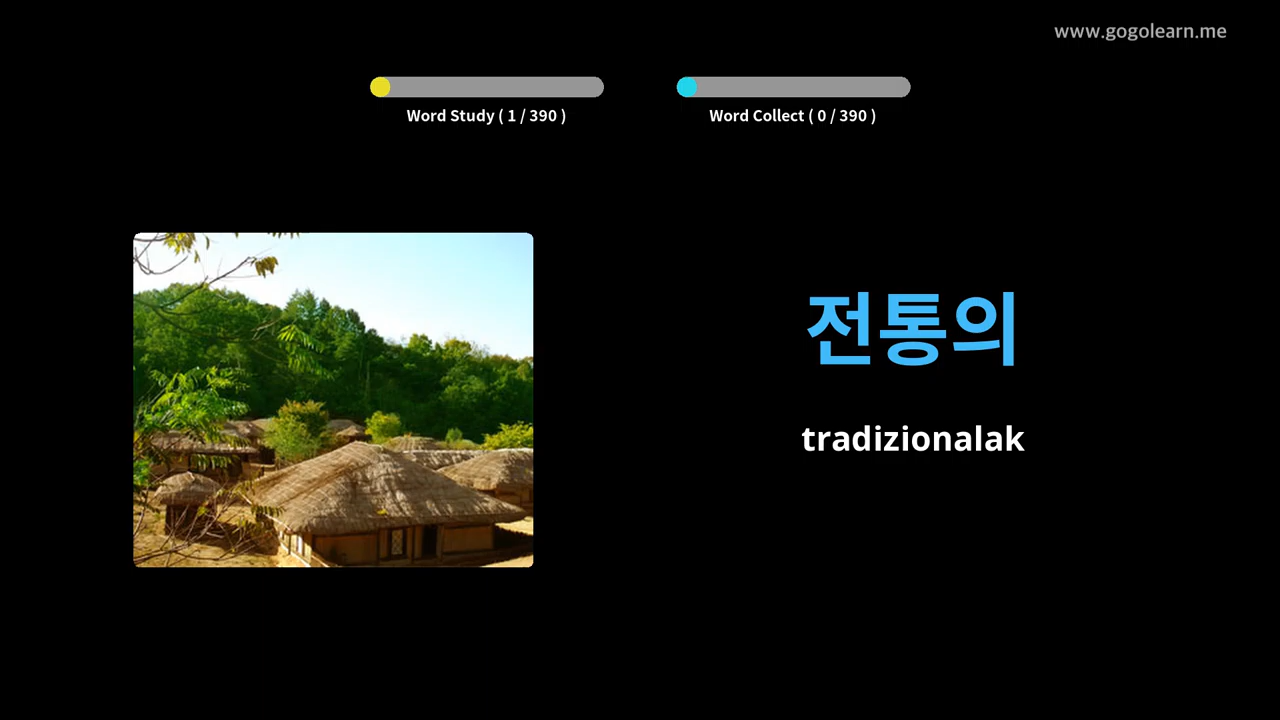 www.gogolearn.me
Word Study ( 1 / 390 )
Word Collect ( 0 / 390 )
전통의
tradizionalak